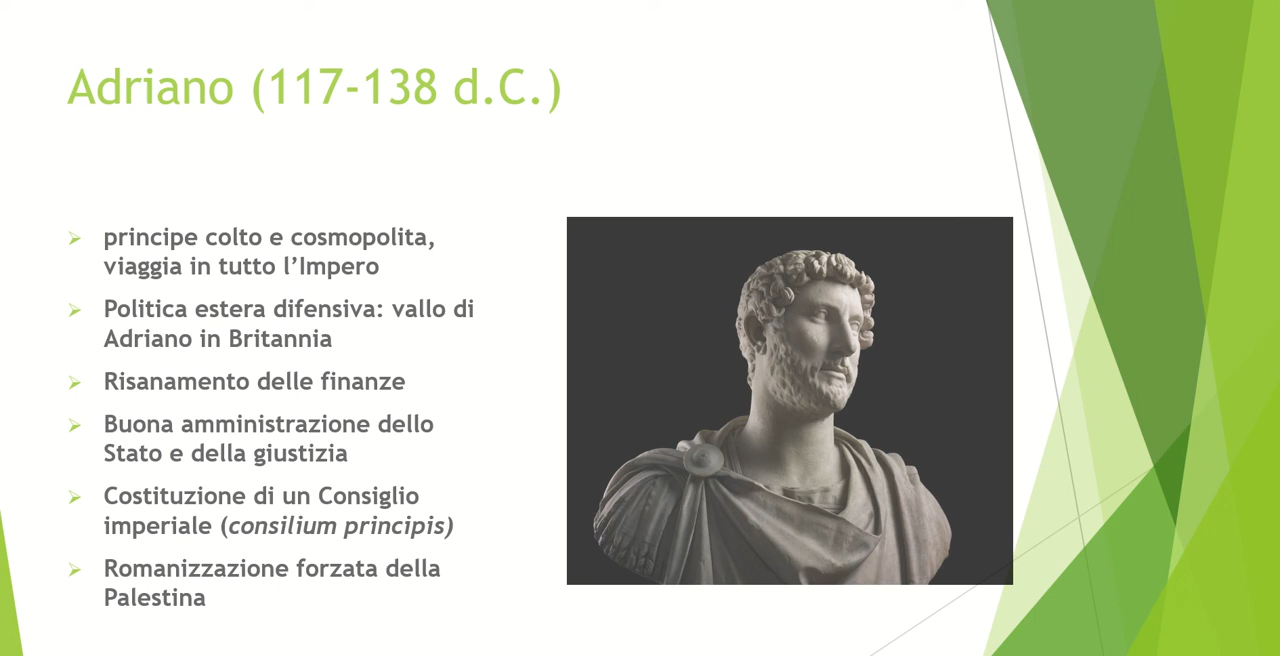 Adriano (117-138 d.C.)
principe colto e cosmopolita,
viaggia in tutto l’Impero
Politica estera difensiva: vallo di
Adriano in Britannia
Risanamento delle finanze
Buona amministrazione dello
Stato e della giustizia
Costituzione di un Consiglio
imperiale (consilium principis)
Romanizzazione forzata della
Palestina